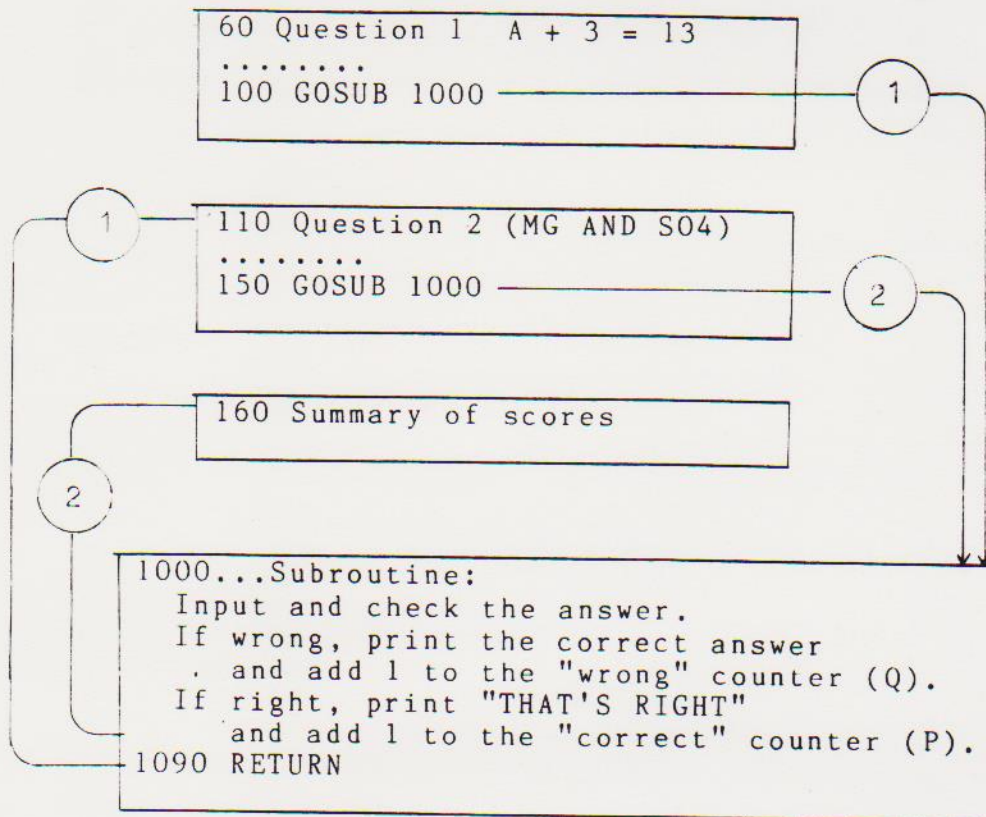 60 Question 1 A + 3 = 13
........
100 GOSUB 1000
1
1
110 Question 2 (MG AND SO4)
........
150 GOSUB 1000
2
160 Summary of scores
2
1000...Subroutine:
Input and check the answer.
If wrong, print the correct answer
. and add 1 to the "wrong" counter (Q).
If right, print "THAT'S RIGHT"
and add 1 to the "correct" counter (P).
1090 RETURN